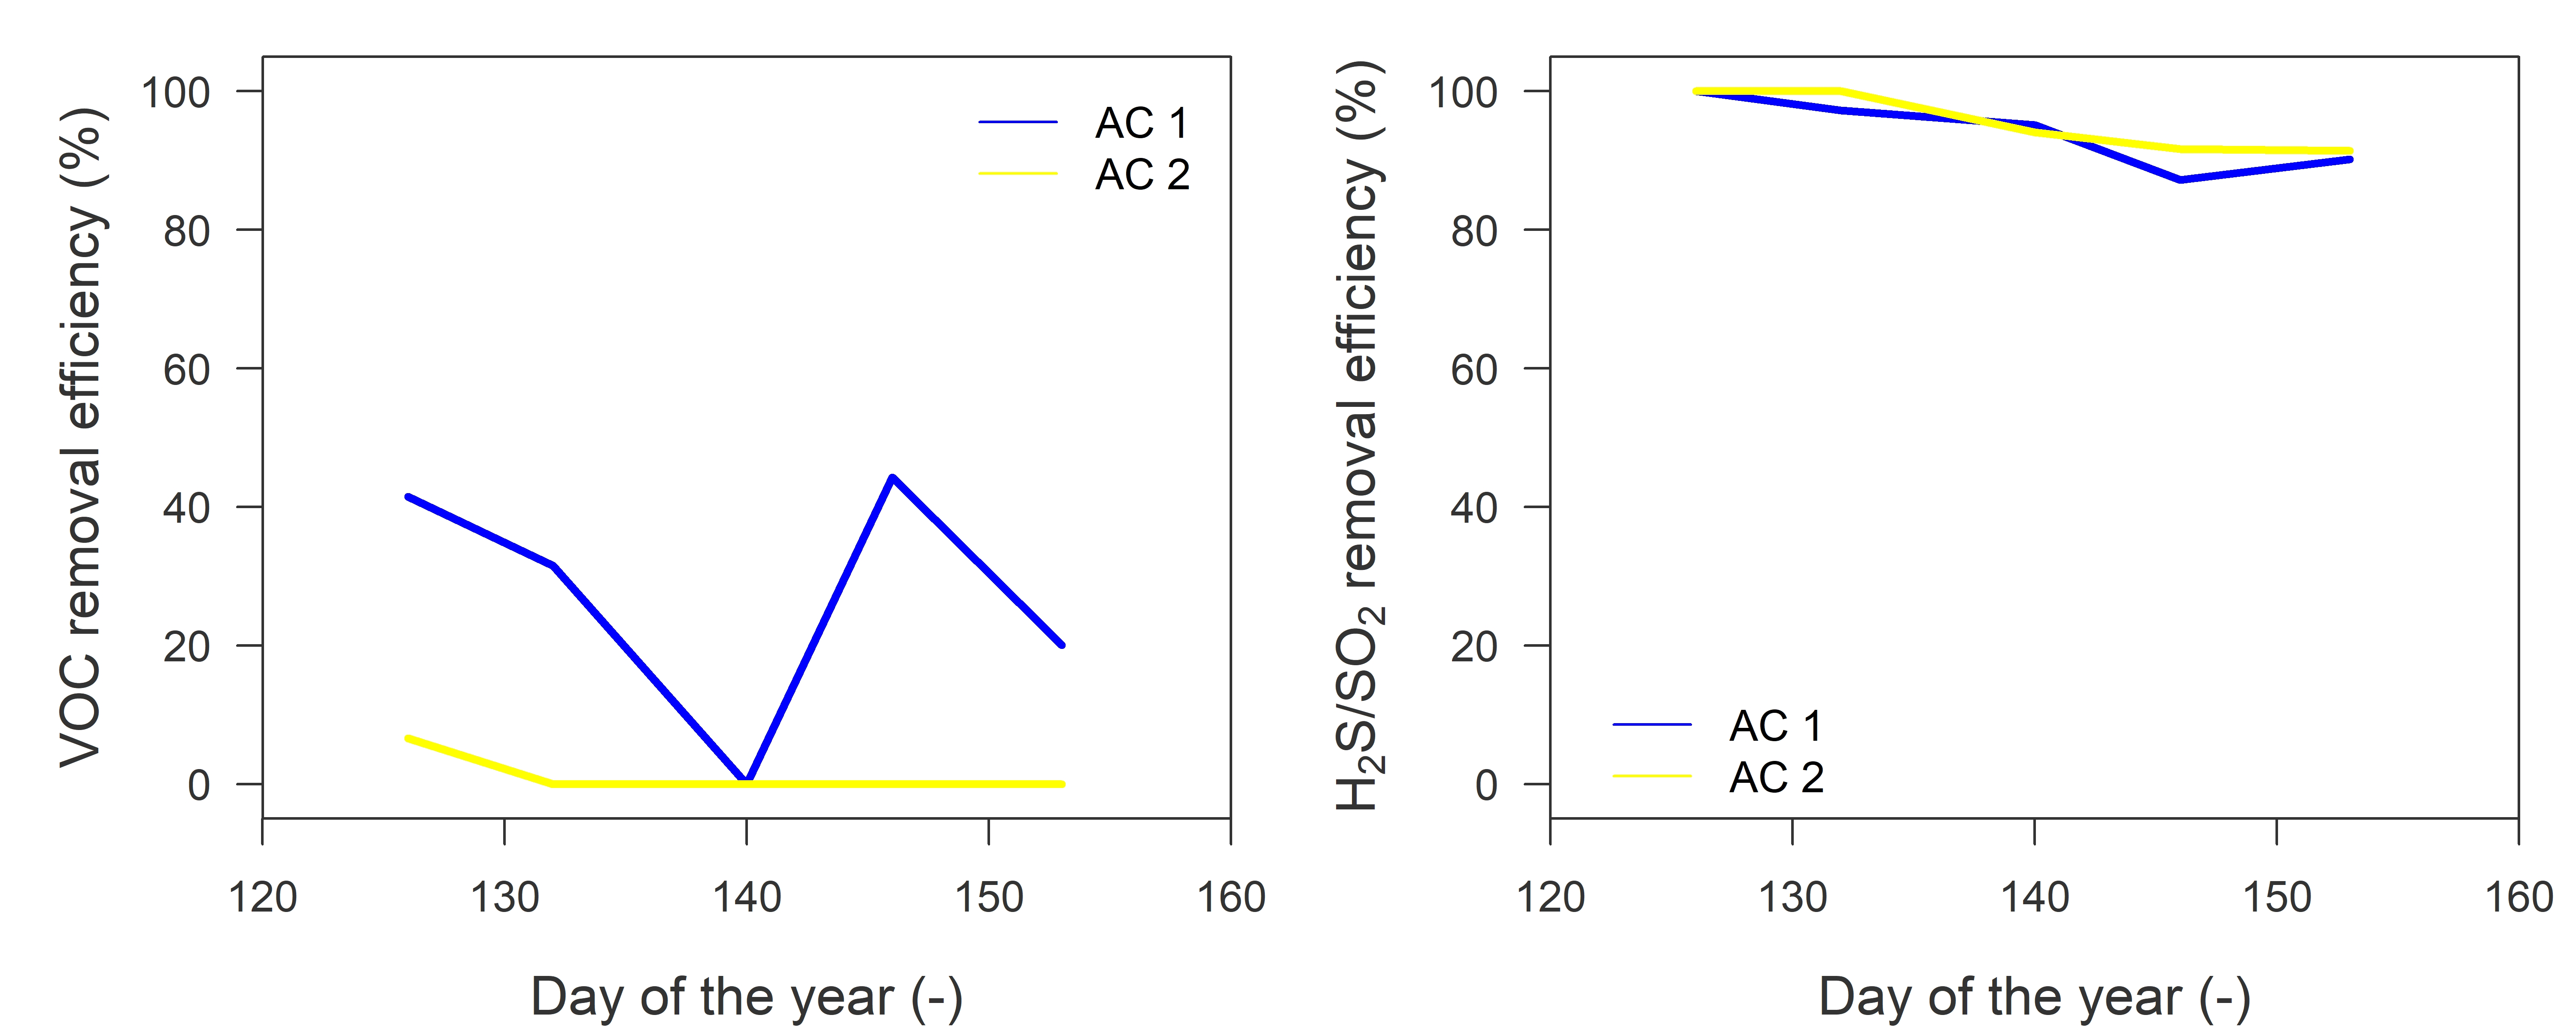 VOC removal efficiency (%)
100
80
60
40
20
0
AC 1
AC 2
120 130 140 150 160
Day of the year (-)
H₂S/SO₂ removal efficiency (%)
100
80
60
40
20
0
AC 1
AC 2
120 130 140 150 160
Day of the year (-)